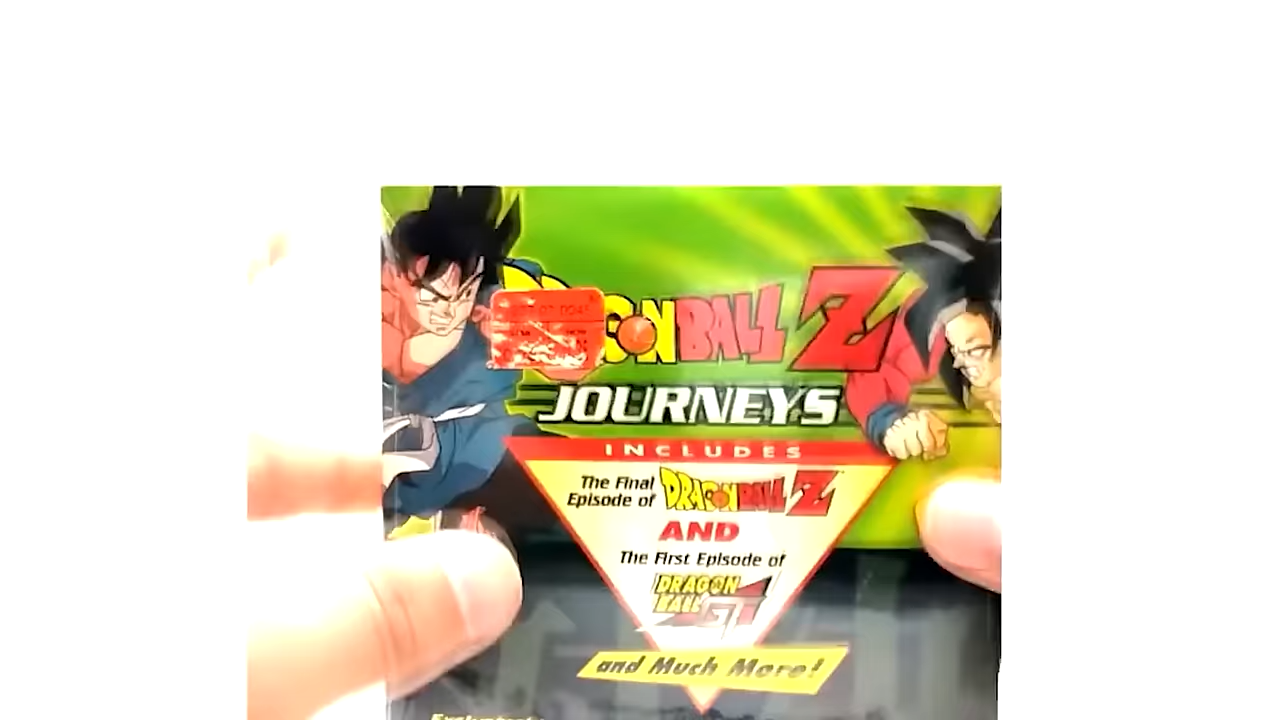 DRAGON BALL Z
JOURNEYS
INCLUDES
The Final
Episode of DRAGON BALL Z
AND
The First Episode of
DRAGON
BALL GT
and Much More!